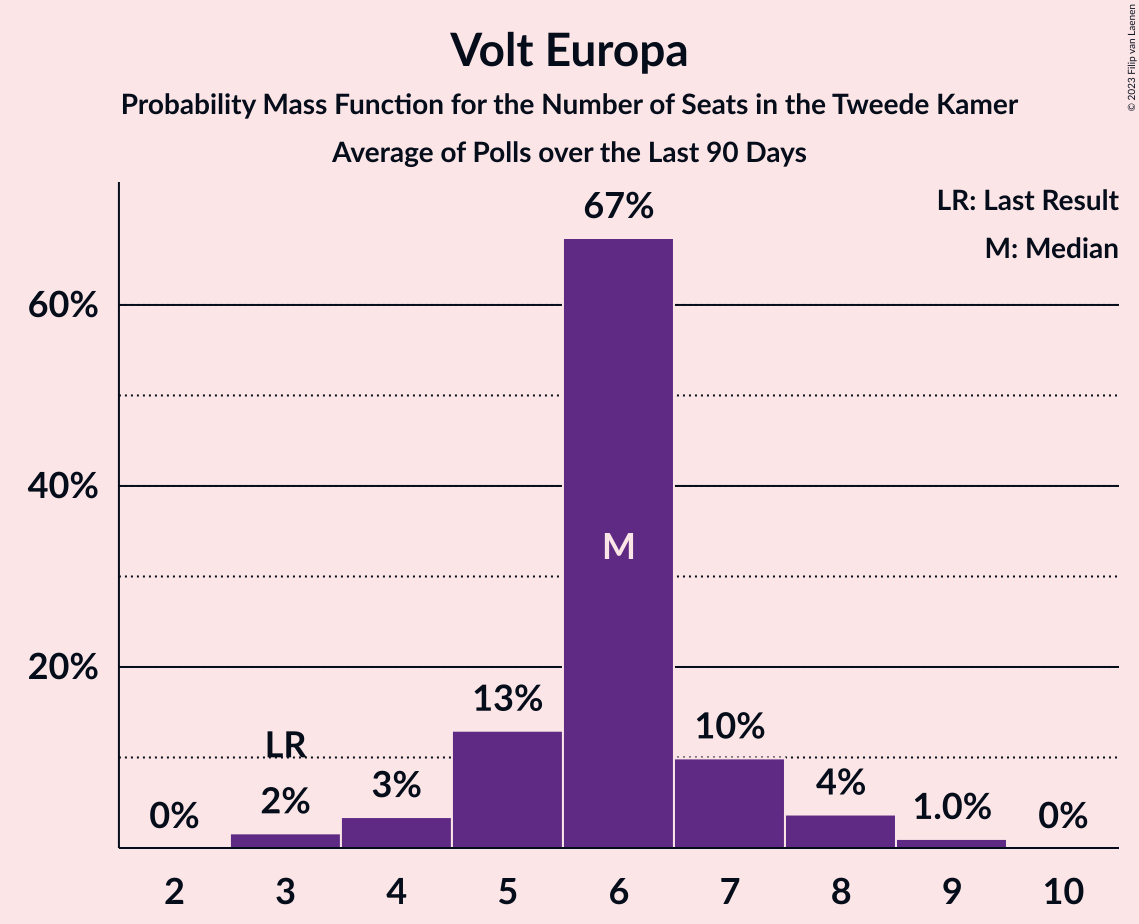 Volt Europa
Probability Mass Function for the Number of Seats in the Tweede Kamer
Average of Polls over the Last 90 Days
© 2023 Filip van Laenen
LR: Last Result
M: Median
67%
60%
40%
M
20%
13%
10%
LR
4%
3%
2%
1.0%
0%
0%
2 3 4 5 6 7 8 9 10